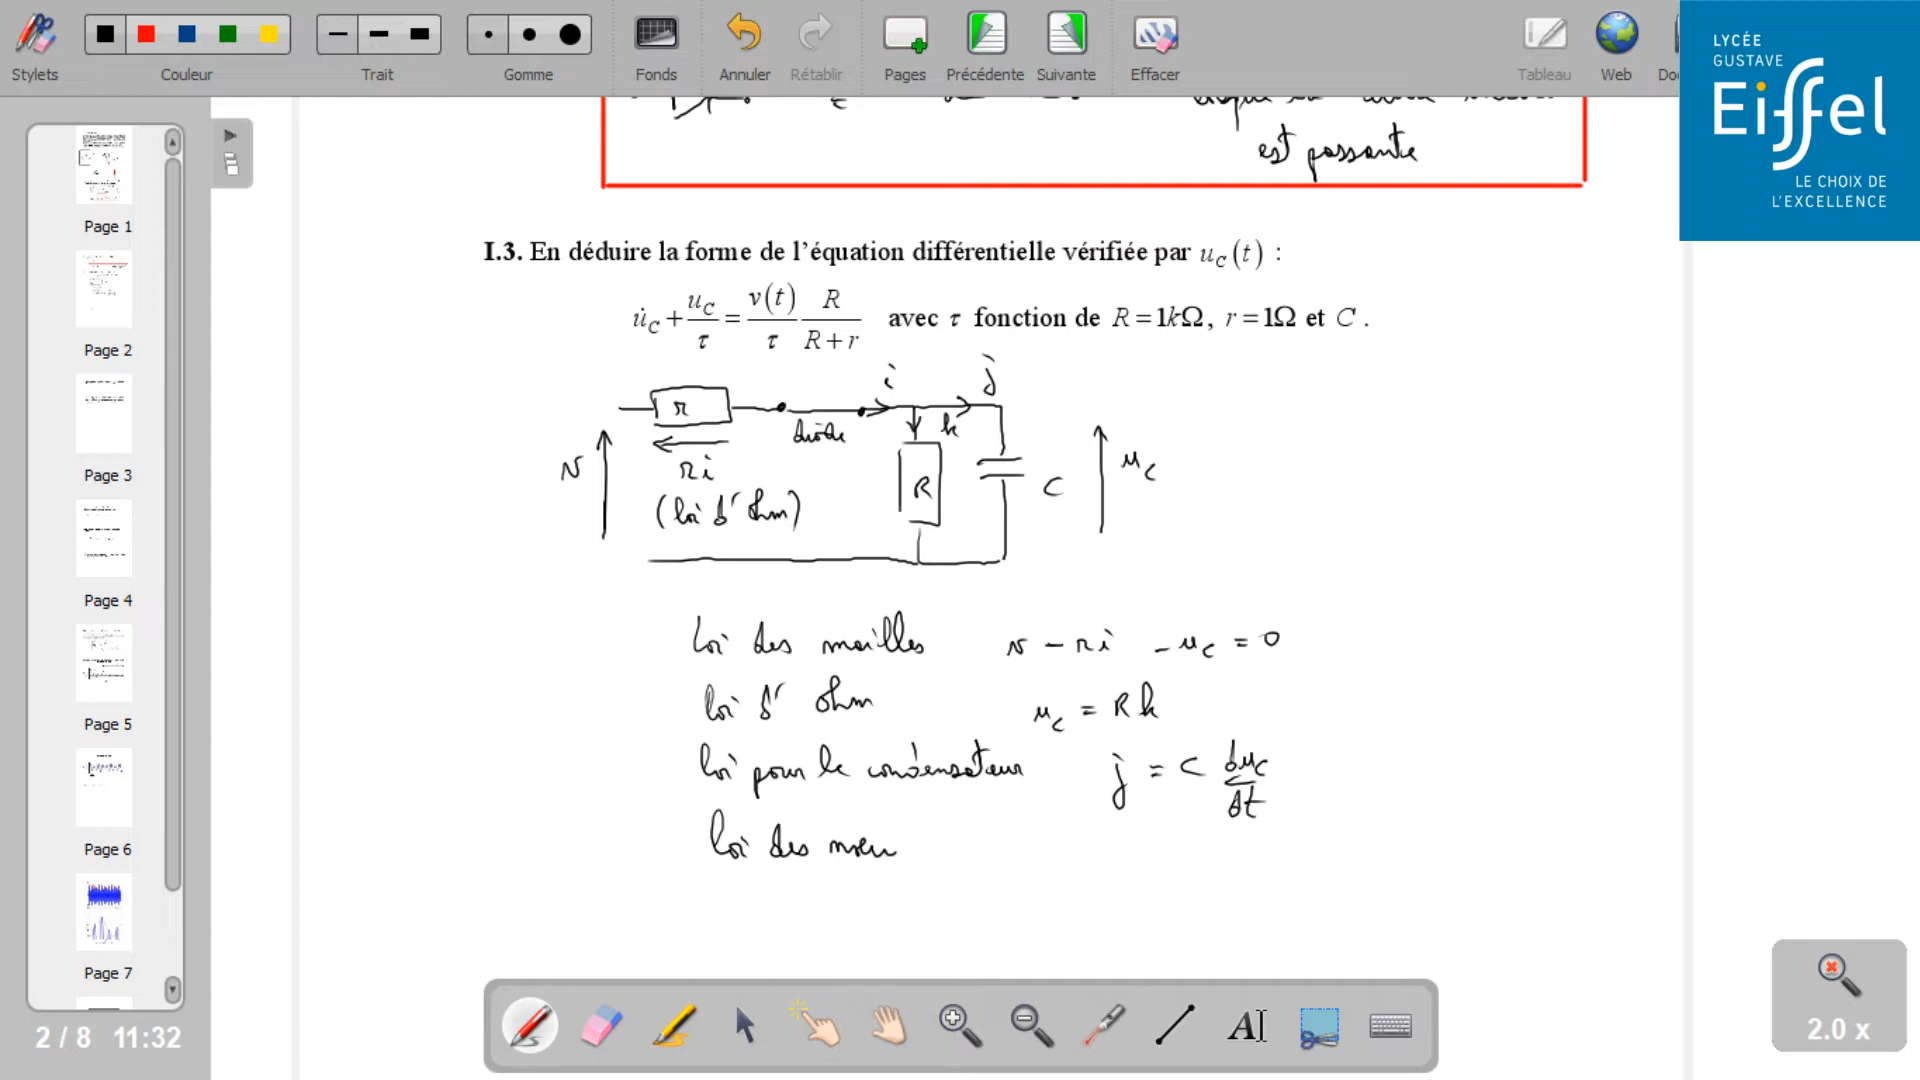 Stylets
Couleur
Trait
Gomme
Fonds
Annuler
Rétablir
Pages
Précédente
Suivante
Effacer
Tableau
Web
LYCÉE
GUSTAVE
Eiffel
LE CHOIX DE
L'EXCELLENCE
est passante
I.3. En déduire la forme de l'équation différentielle vérifiée par u_C(t) :
u̇_C + u_C/τ = v(t)/τ R/(R+r) avec τ fonction de R = 1kΩ, r = 1Ω et C .
i
j
r
diode
k
v
ri
(loi d'ohm)
R
C
u_C
loi des mailles v - ri - u_C = 0
loi d'ohm u_C = Rk
loi pour le condensateur j = C du_C/dt
loi des nœu
Page 1
Page 2
Page 3
Page 4
Page 5
Page 6
Page 7
2 / 8 11:32
2.0 x